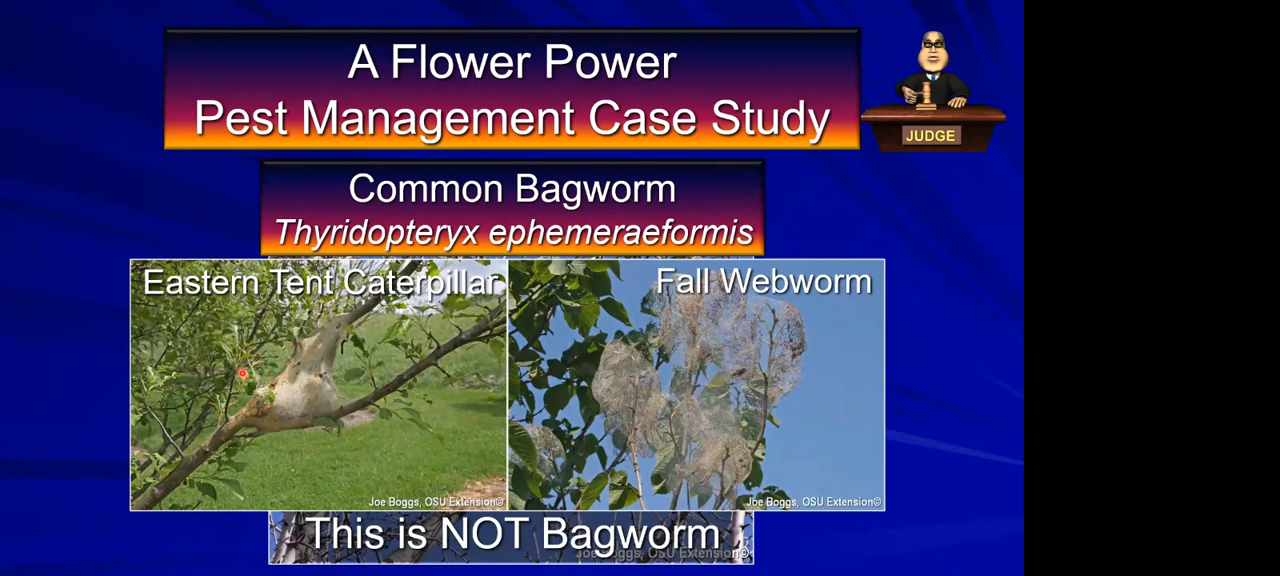 A Flower Power
Pest Management Case Study
JUDGE
Common Bagworm
Thyridopteryx ephemeraeformis
Eastern Tent Caterpillar
Fall Webworm
Joe Boggs, OSU Extension©
Joe Boggs, OSU Extension©
This is NOT Bagworm
Joe Boggs, OSU Extension©